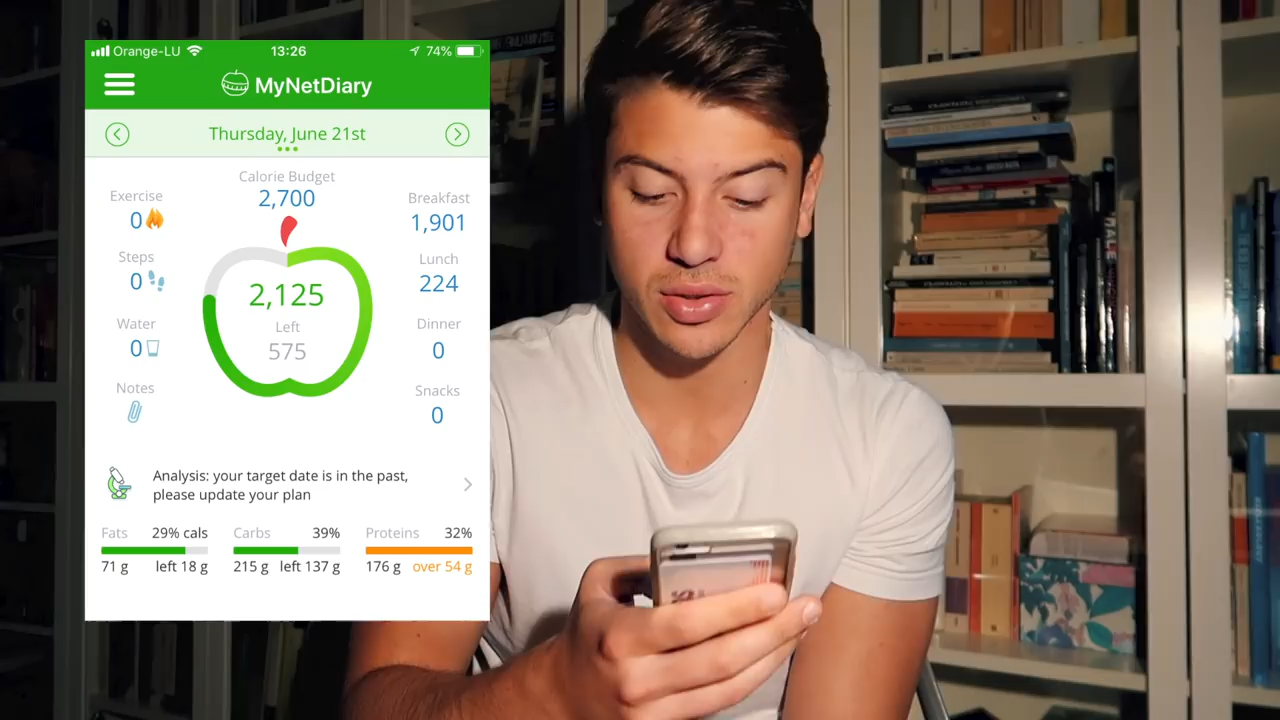 Orange-LU 13:26 74%
MyNetDiary
Thursday, June 21st
Calorie Budget
2,700
Exercise
0
Steps
0
Water
0
Notes
2,125
Left
575
Breakfast
1,901
Lunch
224
Dinner
0
Snacks
0
Analysis: your target date is in the past,
please update your plan
Fats 29% cals
71 g left 18 g
Carbs 39%
215 g left 137 g
Proteins 32%
176 g over 54 g